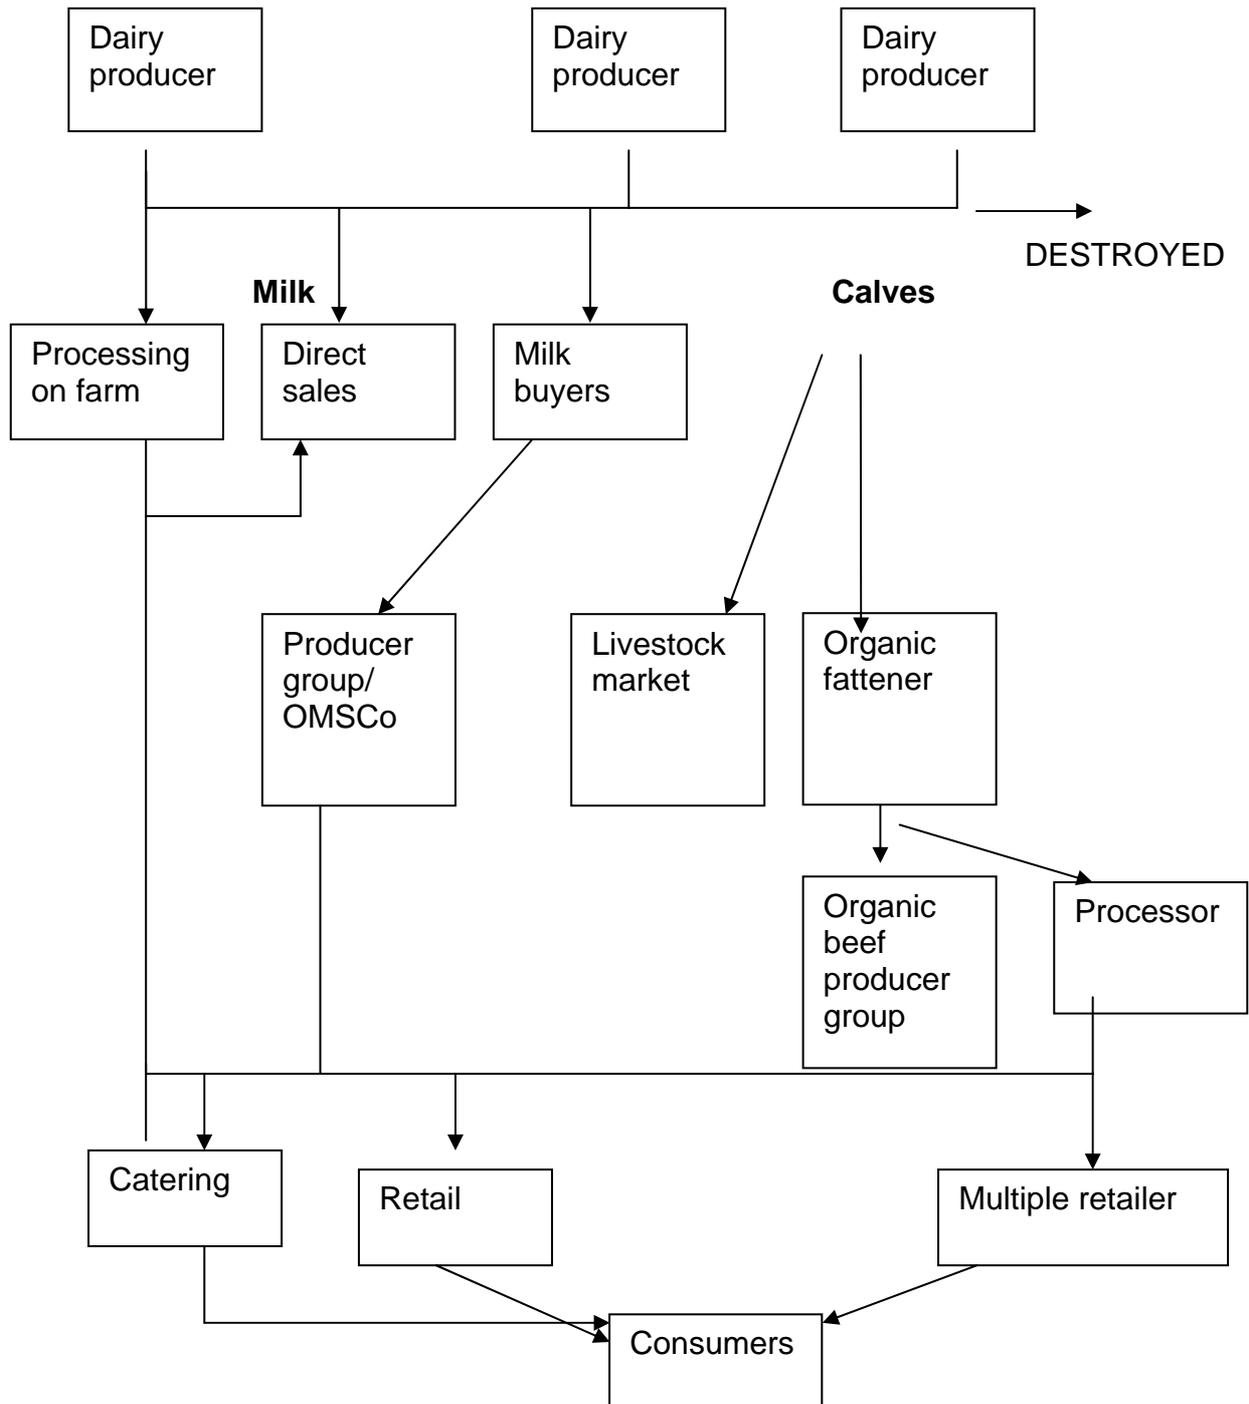 Dairy
producer
Dairy
producer
Dairy
producer
DESTROYED
Milk
Calves
Processing
on farm
Direct
sales
Milk
buyers
Producer
group/
OMSCo
Livestock
market
Organic
fattener
Organic
beef
producer
group
Processor
Catering
Retail
Multiple retailer
Consumers